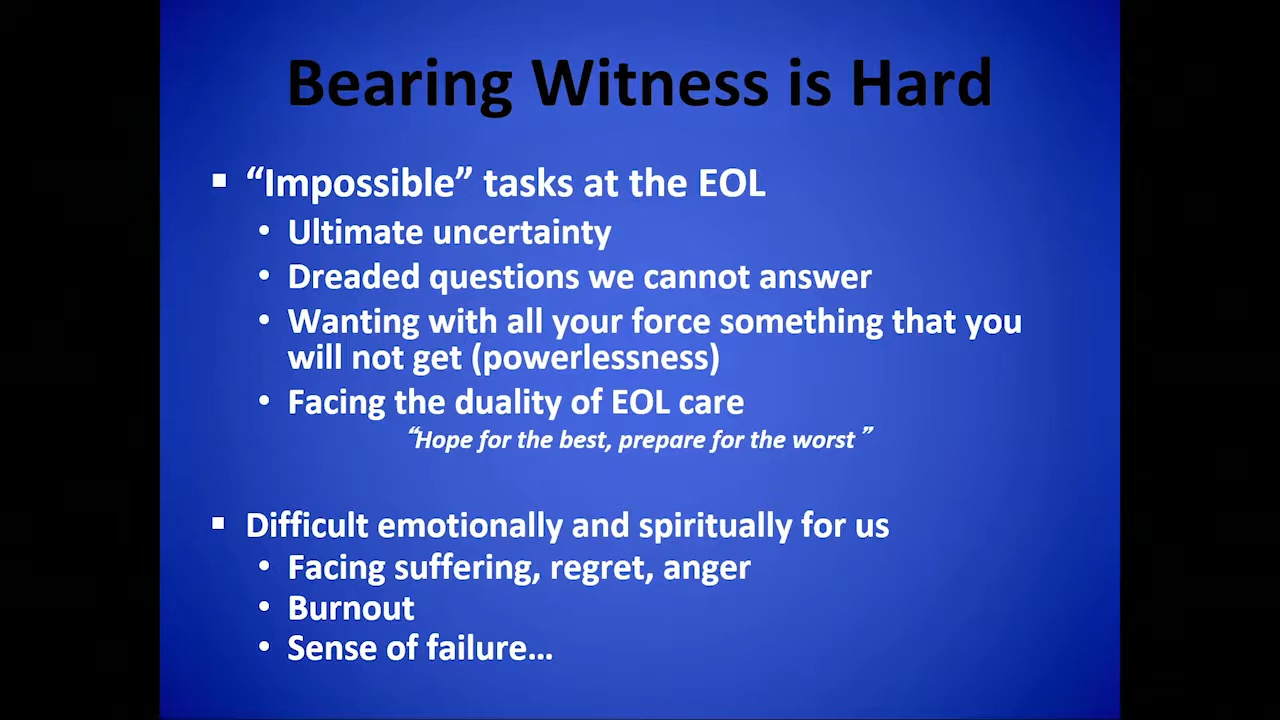 Bearing Witness is Hard
▪ “Impossible” tasks at the EOL
• Ultimate uncertainty
• Dreaded questions we cannot answer
• Wanting with all your force something that you
will not get (powerlessness)
• Facing the duality of EOL care
“Hope for the best, prepare for the worst ”
▪ Difficult emotionally and spiritually for us
• Facing suffering, regret, anger
• Burnout
• Sense of failure…